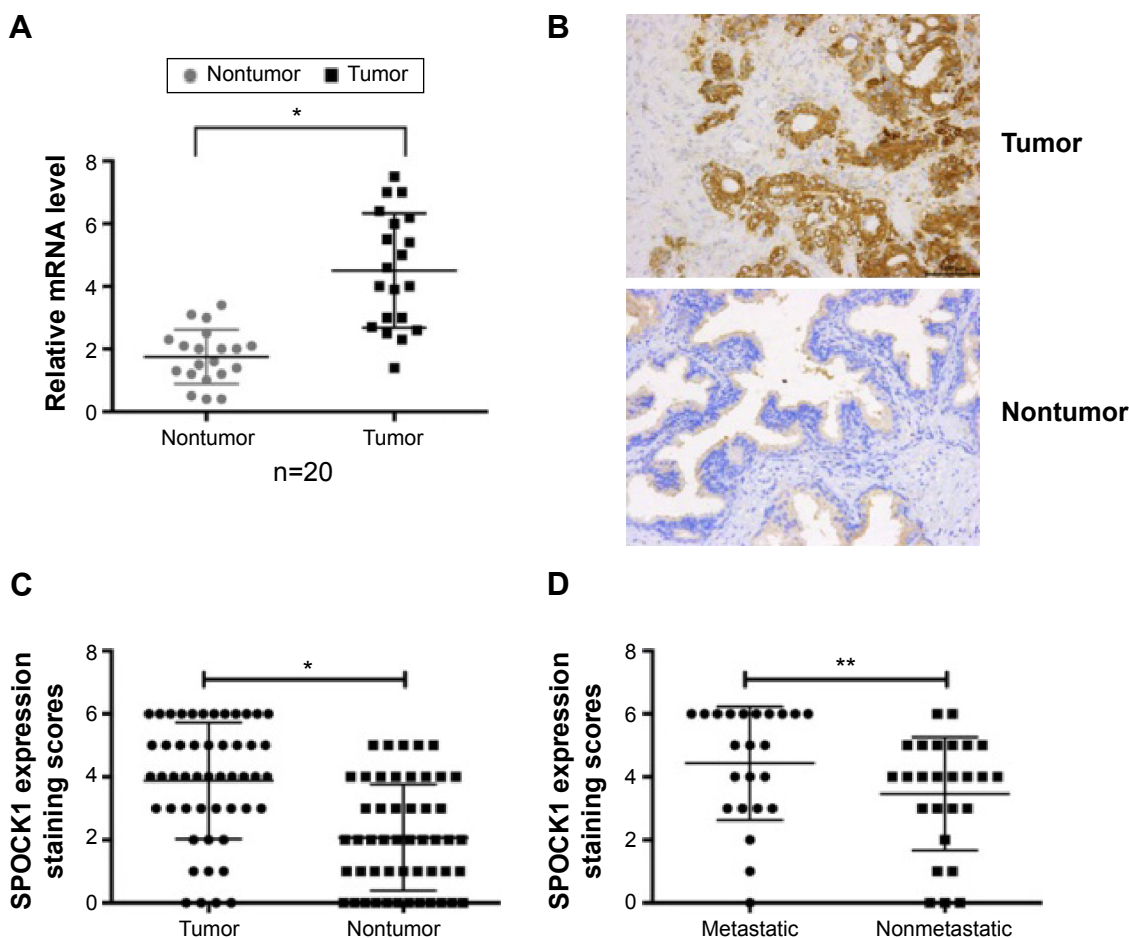 A
Nontumor Tumor
*
Relative mRNA level
8
6
4
2
0
Nontumor Tumor
n=20
B
Tumor
Nontumor
C
SPOCK1 expression
staining scores
8
6
4
2
0
*
Tumor Nontumor
D
SPOCK1 expression
staining scores
8
6
4
2
0
**
Metastatic Nonmetastatic